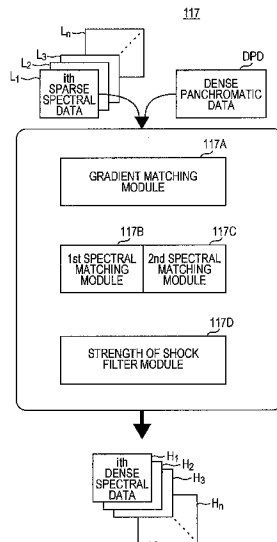 117
Ln
L3
L2
L1
ith
SPARSE
SPECTRAL
DATA
DPD
DENSE
PANCHROMATIC
DATA
117A
GRADIENT MATCHING
MODULE
117B
117C
1st SPECTRAL
MATCHING
MODULE
2nd SPECTRAL
MATCHING
MODULE
117D
STRENGTH OF SHOCK
FILTER MODULE
H1
H2
H3
Hn
ith
DENSE
SPECTRAL
DATA